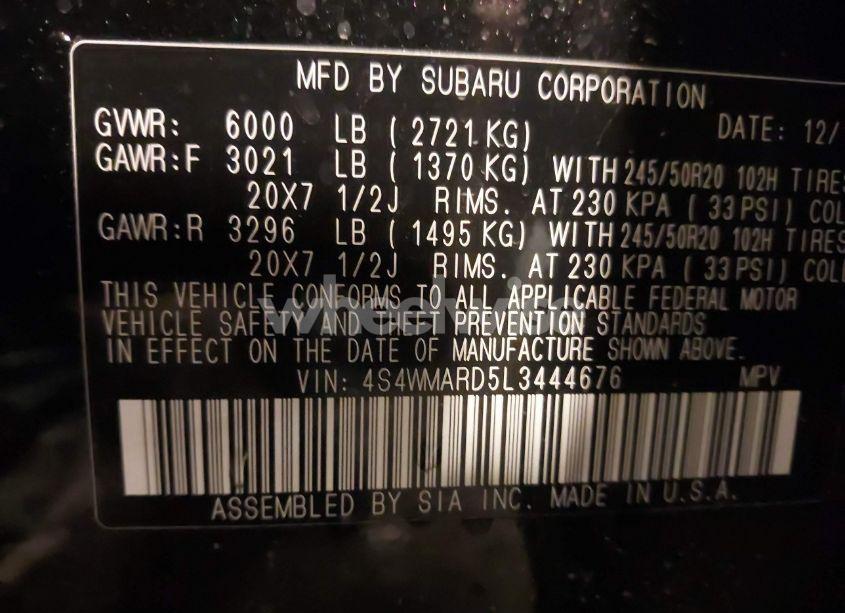 MFD BY SUBARU CORPORATION
GVWR: 6000 LB ( 2721 KG) DATE: 12/
GAWR:F 3021 LB ( 1370 KG) WITH 245/50R20 102H TIRES
20X7 1/2J RIMS. AT 230 KPA ( 33 PSI) COL
GAWR:R 3296 LB ( 1495 KG) WITH 245/50R20 102H TIRES
20X7 1/2J RIMS. AT 230 KPA ( 33 PSI) COL
THIS VEHICLE CONFORMS TO ALL APPLICABLE FEDERAL MOTOR
VEHICLE SAFETY AND THEFT PREVENTION STANDARDS
IN EFFECT ON THE DATE OF MANUFACTURE SHOWN ABOVE.
VIN: 4S4WMARD5L3444676 MPV
ASSEMBLED BY SIA INC. MADE IN U.S.A.